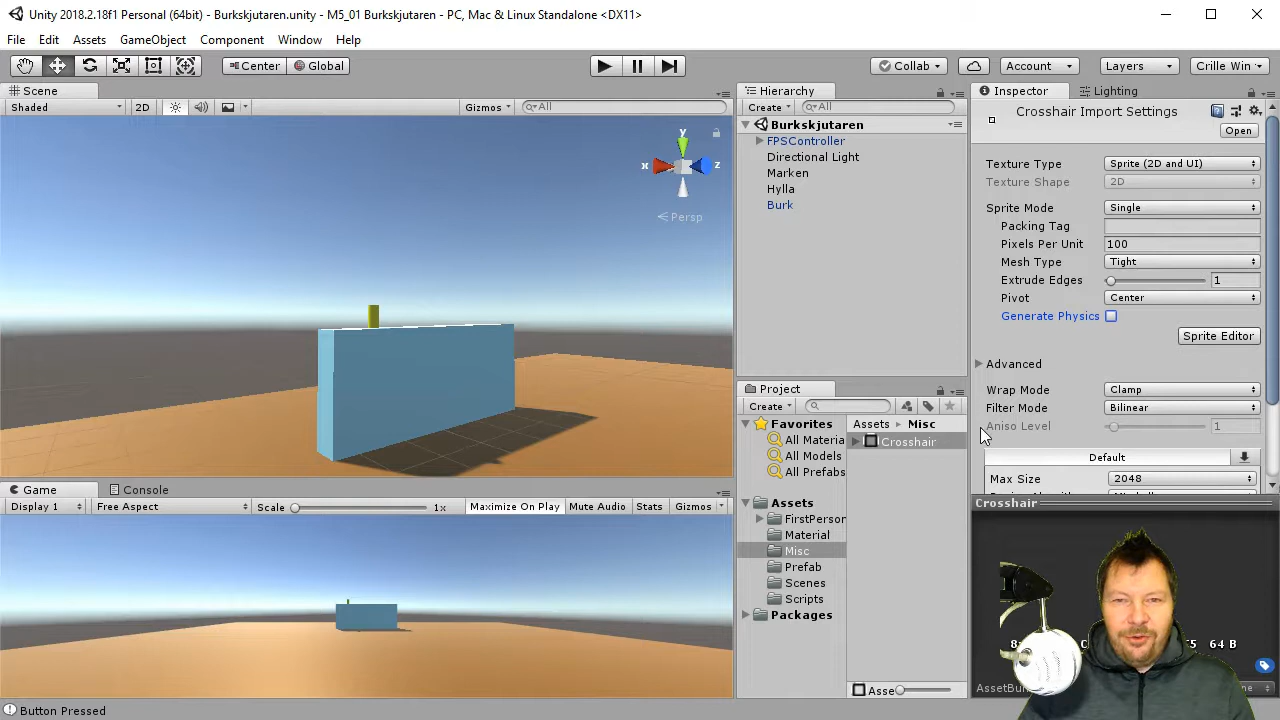 Unity 2018.2.18f1 Personal (64bit) - Burkskjutaren.unity - M5_01 Burkskjutaren - PC, Mac & Linux Standalone <DX11>
File Edit Assets GameObject Component Window Help
Center Global Collab Account Layers Crille Win
Scene
Shaded 2D Gizmos All
y
x z
Persp
Game Console
Display 1 Free Aspect Scale 1x Maximize On Play Mute Audio Stats Gizmos
Hierarchy
Create All
Burkskjutaren
FPSController
Directional Light
Marken
Hylla
Burk
Project
Create
Favorites
All Materia
All Models
All Prefabs
Assets
FirstPerson
Material
Misc
Prefab
Scenes
Scripts
Packages
Assets Misc
Crosshair
Asse
Inspector Lighting
Crosshair Import Settings
Open
Texture Type Sprite (2D and UI)
Texture Shape 2D
Sprite Mode Single
Packing Tag
Pixels Per Unit 100
Mesh Type Tight
Extrude Edges 1
Pivot Center
Generate Physics
Sprite Editor
Advanced
Wrap Mode Clamp
Filter Mode Bilinear
Aniso Level 1
Default
Max Size 2048
Crosshair
64 B
Button Pressed